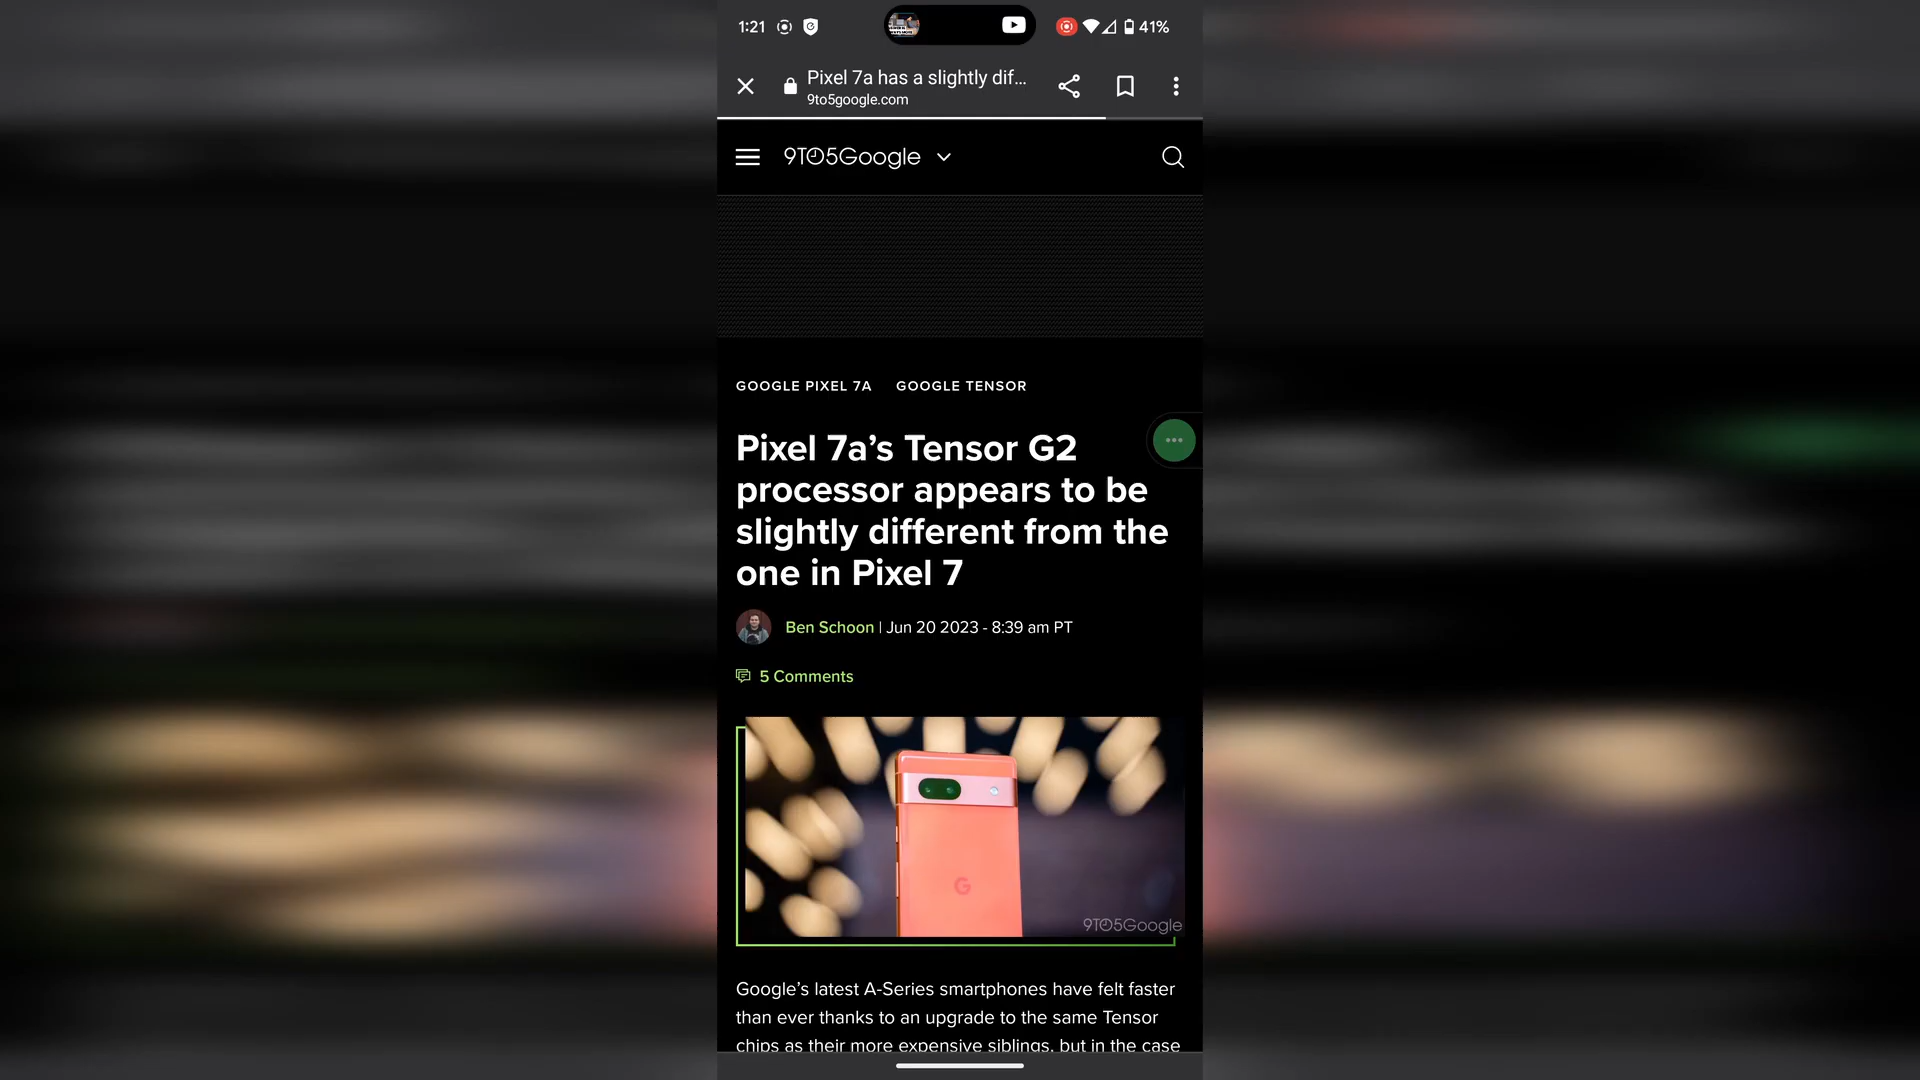 1:21
41%
Pixel 7a has a slightly dif...
9to5google.com
9TO5Google
GOOGLE PIXEL 7A GOOGLE TENSOR
Pixel 7a’s Tensor G2
processor appears to be
slightly different from the
one in Pixel 7
Ben Schoon | Jun 20 2023 - 8:39 am PT
5 Comments
G
9TO5Google
Google’s latest A-Series smartphones have felt faster
than ever thanks to an upgrade to the same Tensor
chips as their more expensive siblings, but in the case